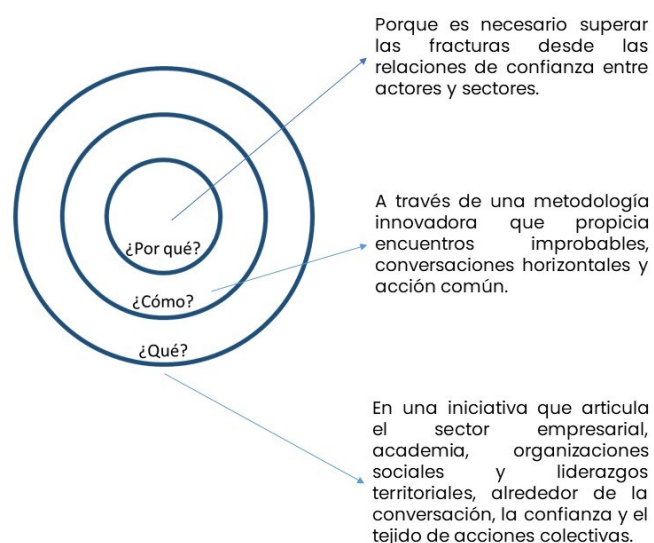 Porque es necesario superar
las fracturas desde las
relaciones de confianza entre
actores y sectores.
¿Por qué?
A través de una metodología
innovadora que propicia
encuentros improbables,
conversaciones horizontales y
acción común.
¿Cómo?
¿Qué?
En una iniciativa que articula
el sector empresarial,
academia, organizaciones
sociales y liderazgos
territoriales, alrededor de la
conversación, la confianza y el
tejido de acciones colectivas.